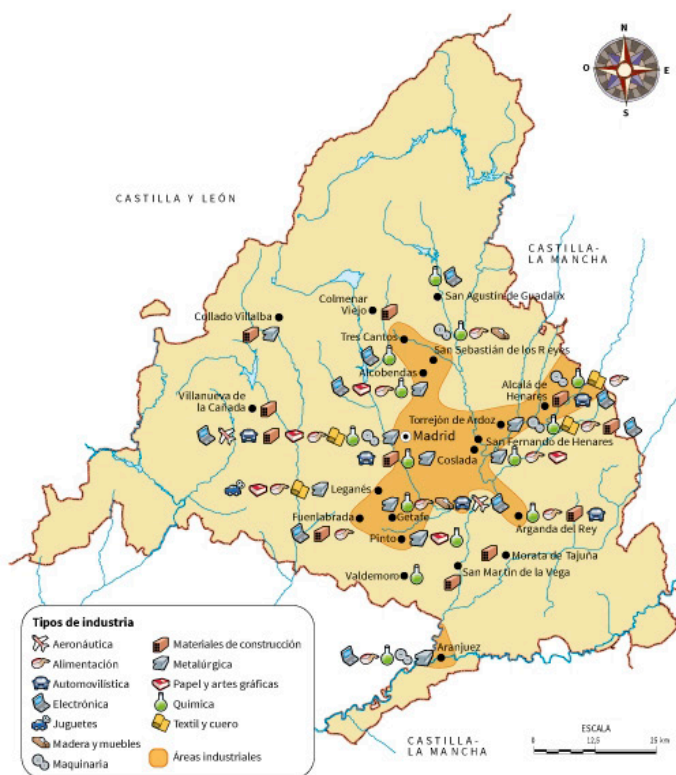 N
O
E
S
CASTILLA Y LEÓN
CASTILLA-
LA MANCHA
San Agustín de Guadalix
Colmenar
Viejo
Collado Villalba
Tres Cantos
San Sebastián de los Reyes
Alcobendas
Alcalá de
Henares
Villanueva de
la Cañada
Torrejón de Ardoz
Madrid
San Fernando de Henares
Coslada
Leganés
Fuenlabrada
Getafe
Arganda del Rey
Pinto
Morata de Tajuña
San Martín de la Vega
Valdemoro
Aranjuez
Tipos de industria
Aeronáutica
Alimentación
Automovilística
Electrónica
Juguetes
Madera y muebles
Maquinaria
Materiales de construcción
Metalúrgica
Papel y artes gráficas
Química
Textil y cuero
Áreas industriales
CASTILLA-
LA MANCHA
ESCALA
0
12,5
25 km